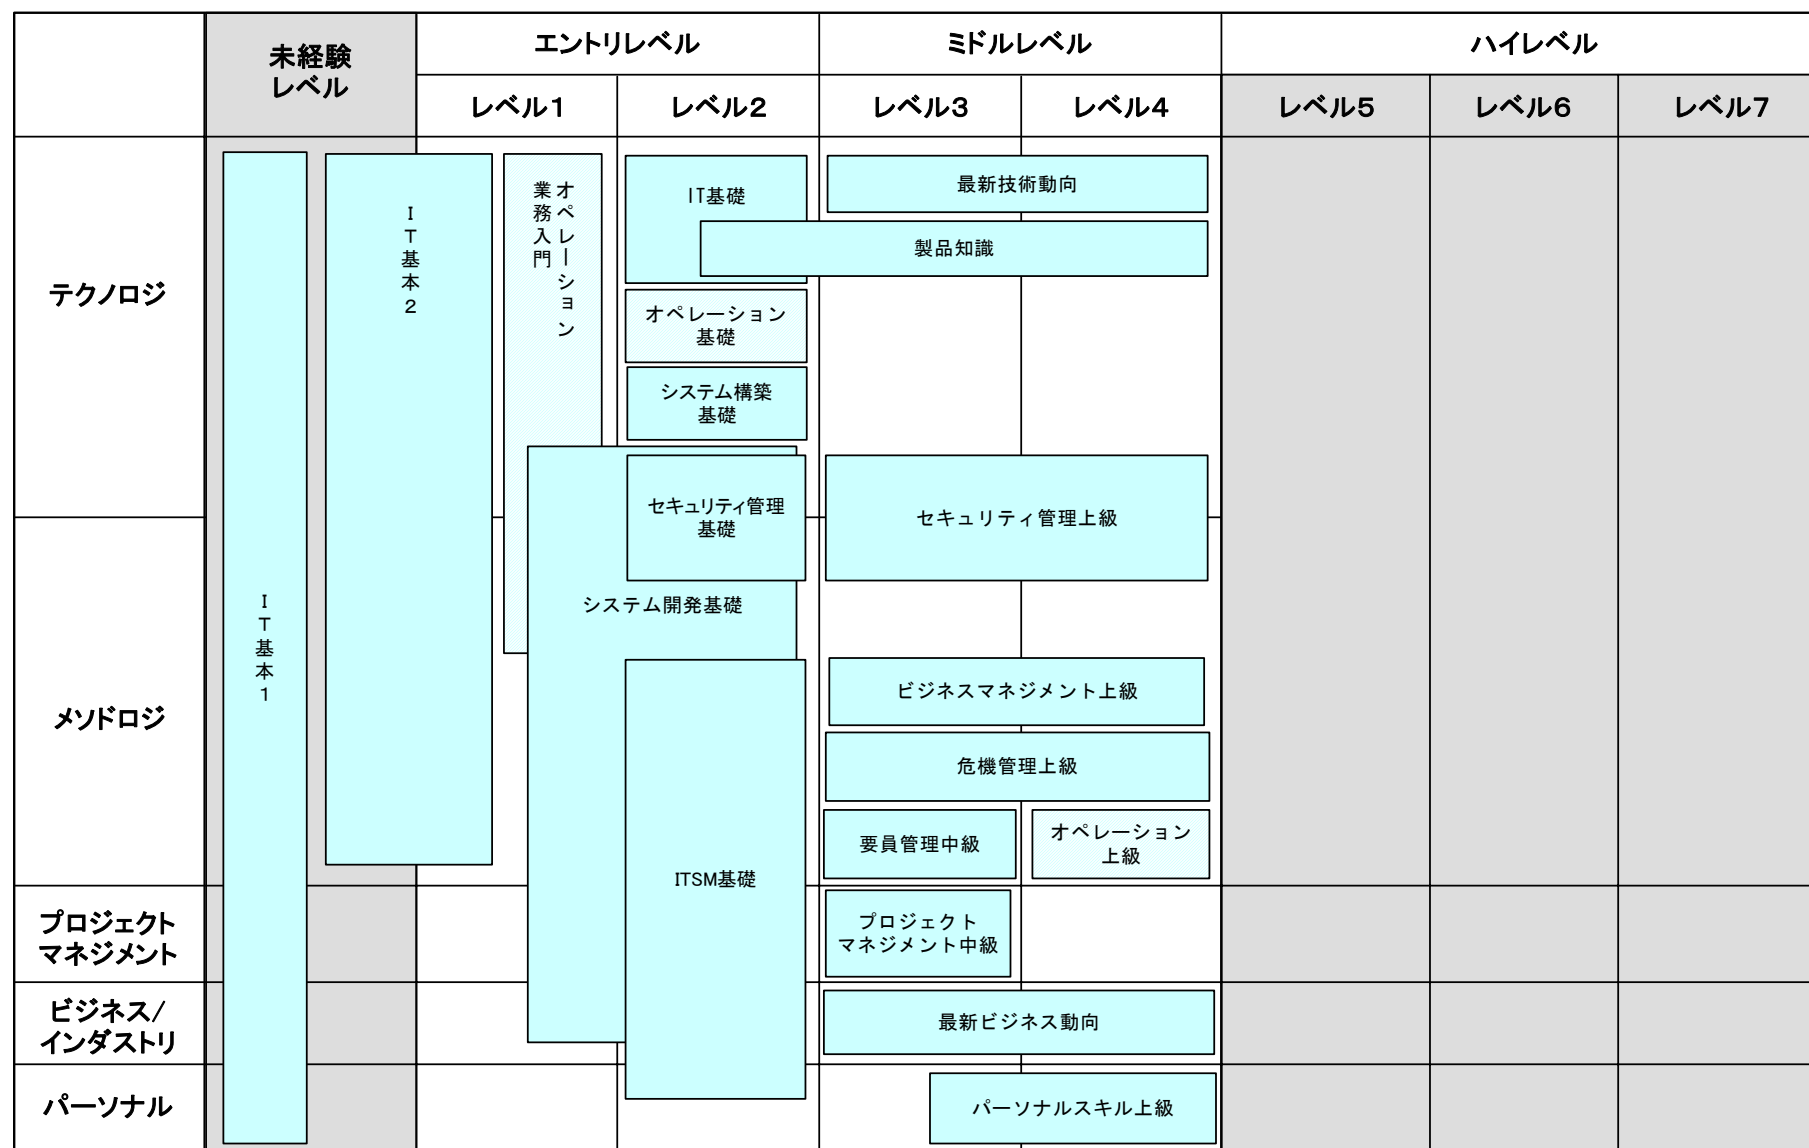 未経験
レベル
エントリレベル
ミドルレベル
ハイレベル
レベル1
レベル2
レベル3
レベル4
レベル5
レベル6
レベル7
テクノロジ
メソドロジ
プロジェクト
マネジメント
ビジネス/
インダストリ
パーソナル
IT基本1
IT基本2
オペレーション
業務入門
IT基礎
最新技術動向
製品知識
オペレーション
基礎
システム構築
基礎
セキュリティ管理
基礎
セキュリティ管理上級
システム開発基礎
ビジネスマネジメント上級
危機管理上級
要員管理中級
オペレーション
上級
ITSM基礎
プロジェクト
マネジメント中級
最新ビジネス動向
パーソナルスキル上級